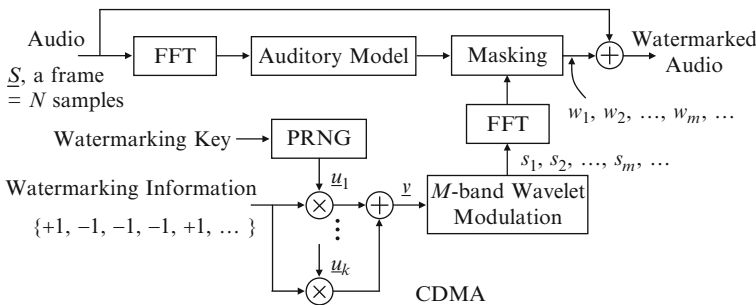 Audio
S, a frame
= N samples
FFT
Auditory Model
Masking
+
Watermarked
Audio
w1, w2, …, wm, …
FFT
Watermarking Key
PRNG
s1, s2, …, sm, …
Watermarking Information
u1
×
+
v
M-band Wavelet
Modulation
{+1, −1, −1, −1, +1, … }
uk
×
CDMA